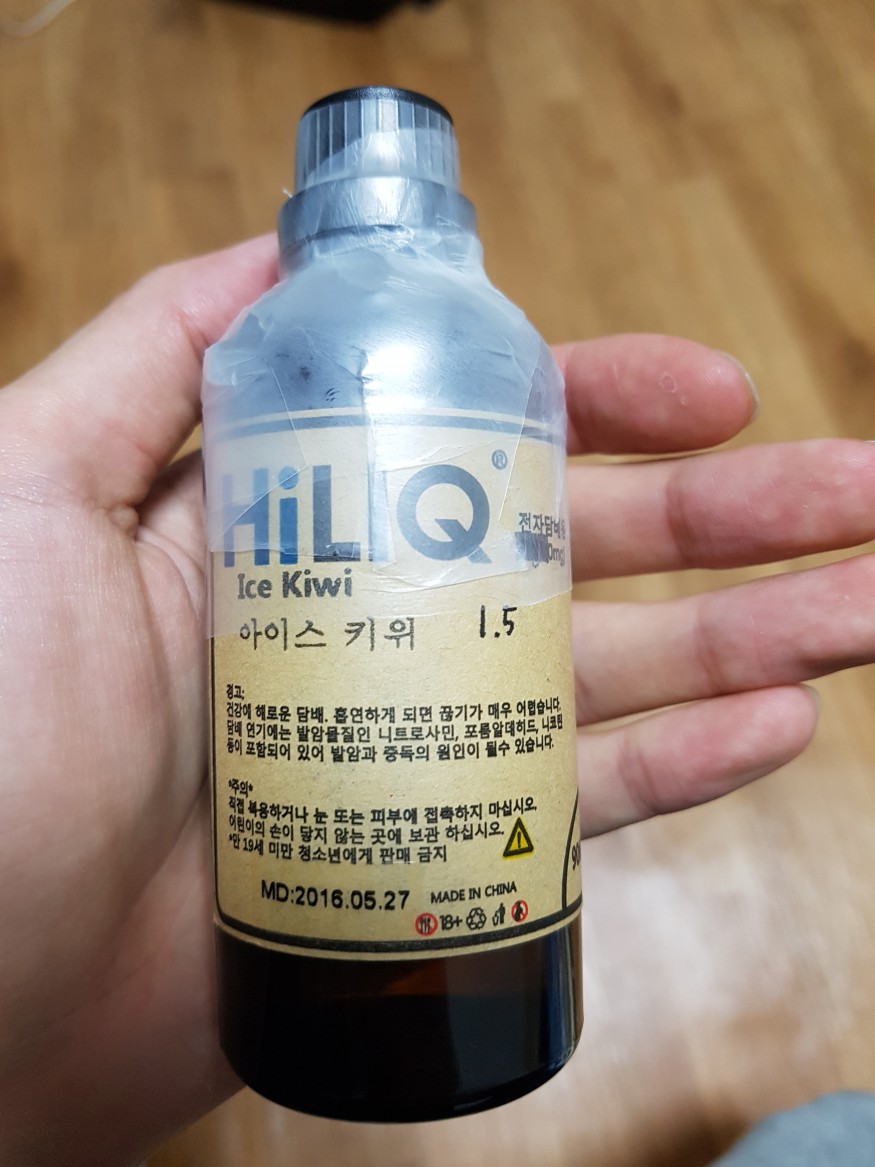 HiLIQ®
전자담배용
0mg)
Ice Kiwi
아이스 키위
1.5
경고:
건강에 해로운 담배. 흡연하게 되면 끊기가 매우 어렵습니다.
담배 연기에는 발암물질인 니트로사민, 포름알데히드, 니코틴
등이 포함되어 있어 발암과 중독의 원인이 될수 있습니다.
*주의*
직접 복용하거나 눈 또는 피부에 접촉하지 마십시오.
어린이의 손이 닿지 않는 곳에 보관 하십시오.
*만 19세 미만 청소년에게 판매 금지
MD:2016.05.27
MADE IN CHINA
18+